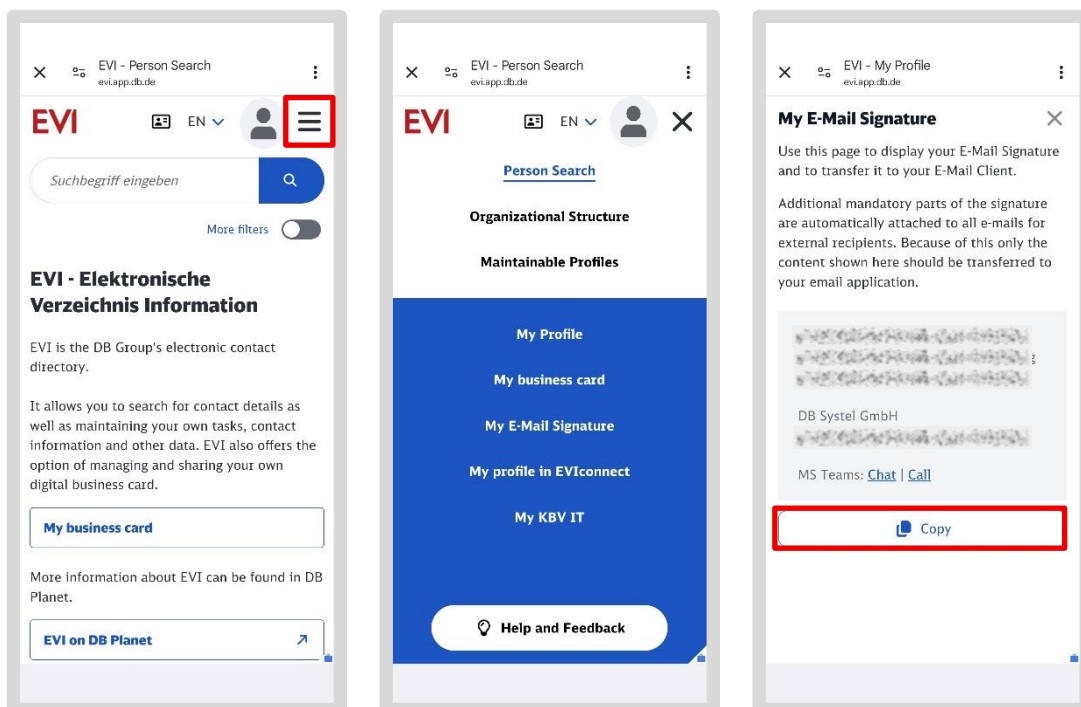 EVI - Person Search
evi.app.db.de
EVI
EN
Suchbegriff eingeben
More filters
EVI - Elektronische
Verzeichnis Information
EVI is the DB Group's electronic contact
directory.
It allows you to search for contact details as
well as maintaining your own tasks, contact
information and other data. EVI also offers the
option of managing and sharing your own
digital business card.
My business card
More information about EVI can be found in DB
Planet.
EVI on DB Planet
EVI - Person Search
evi.app.db.de
EVI
EN
Person Search
Organizational Structure
Maintainable Profiles
My Profile
My business card
My E-Mail Signature
My profile in EVIconnect
My KBV IT
Help and Feedback
EVI - My Profile
evi.app.db.de
My E-Mail Signature
Use this page to display your E-Mail Signature
and to transfer it to your E-Mail Client.
Additional mandatory parts of the signature
are automatically attached to all e-mails for
external recipients. Because of this only the
content shown here should be transferred to
your email application.
DB Systel GmbH
MS Teams: Chat | Call
Copy